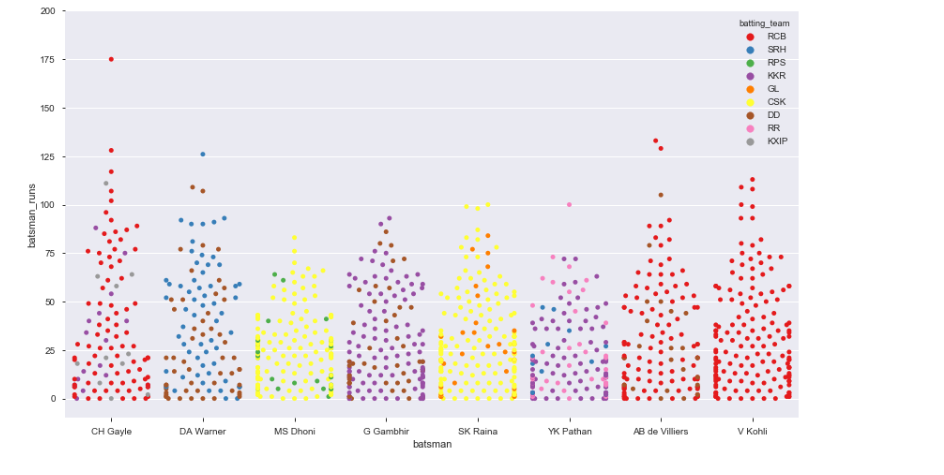 200
175
150
125
100
75
50
25
0
batsman_runs
batting_team
RCB
SRH
RPS
KKR
GL
CSK
DD
RR
KXIP
CH Gayle DA Warner MS Dhoni G Gambhir SK Raina YK Pathan AB de Villiers V Kohli
batsman